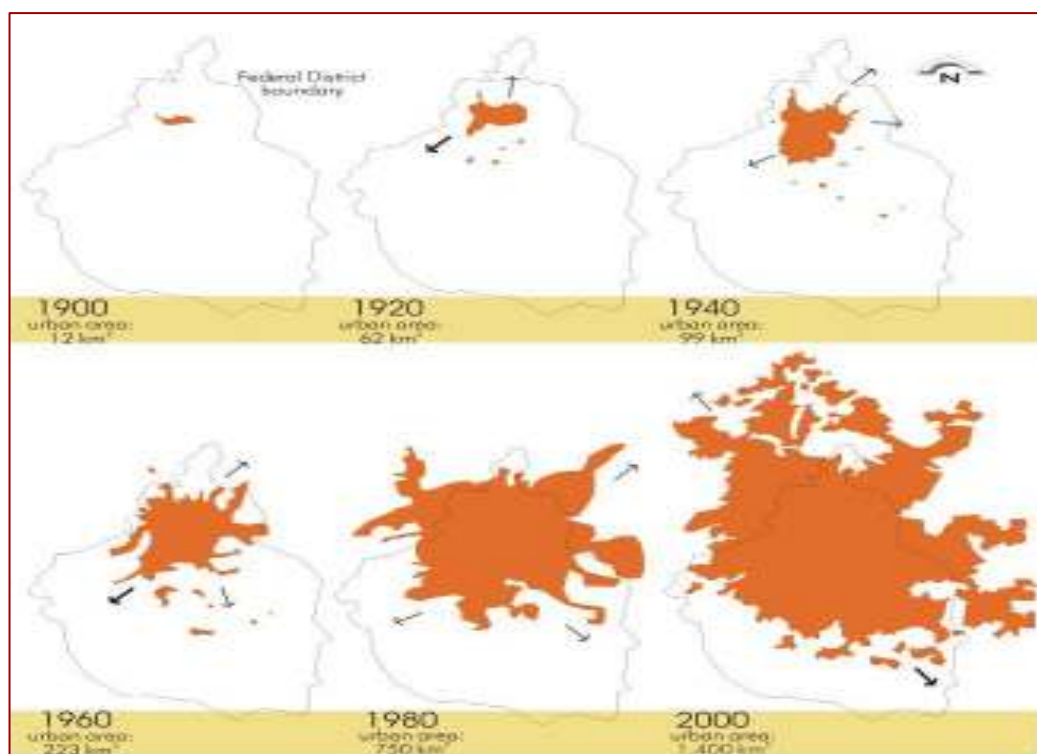 Federal District
boundary
N
1900
urban area:
12 km²
1920
urban area:
62 km²
1940
urban area:
99 km²
1960
urban area:
223 km²
1980
urban area:
750 km²
2000
urban area:
1,400 km²